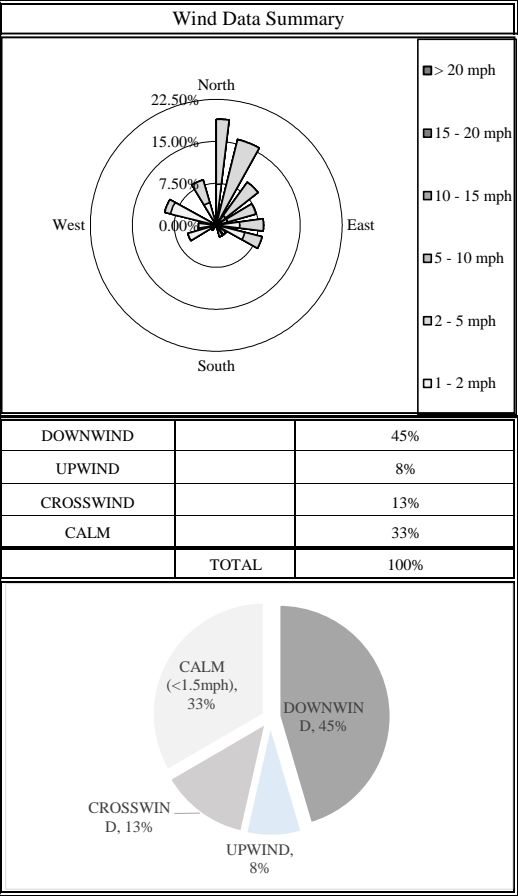 Wind Data Summary
North
22.50%
15.00%
7.50%
0.00%
West
East
South
> 20 mph
15 - 20 mph
10 - 15 mph
5 - 10 mph
2 - 5 mph
1 - 2 mph
DOWNWIND 45%
UPWIND 8%
CROSSWIND 13%
CALM 33%
TOTAL 100%
CALM
(<1.5mph),
33%
DOWNWIN
D, 45%
CROSSWIN
D, 13%
UPWIND,
8%